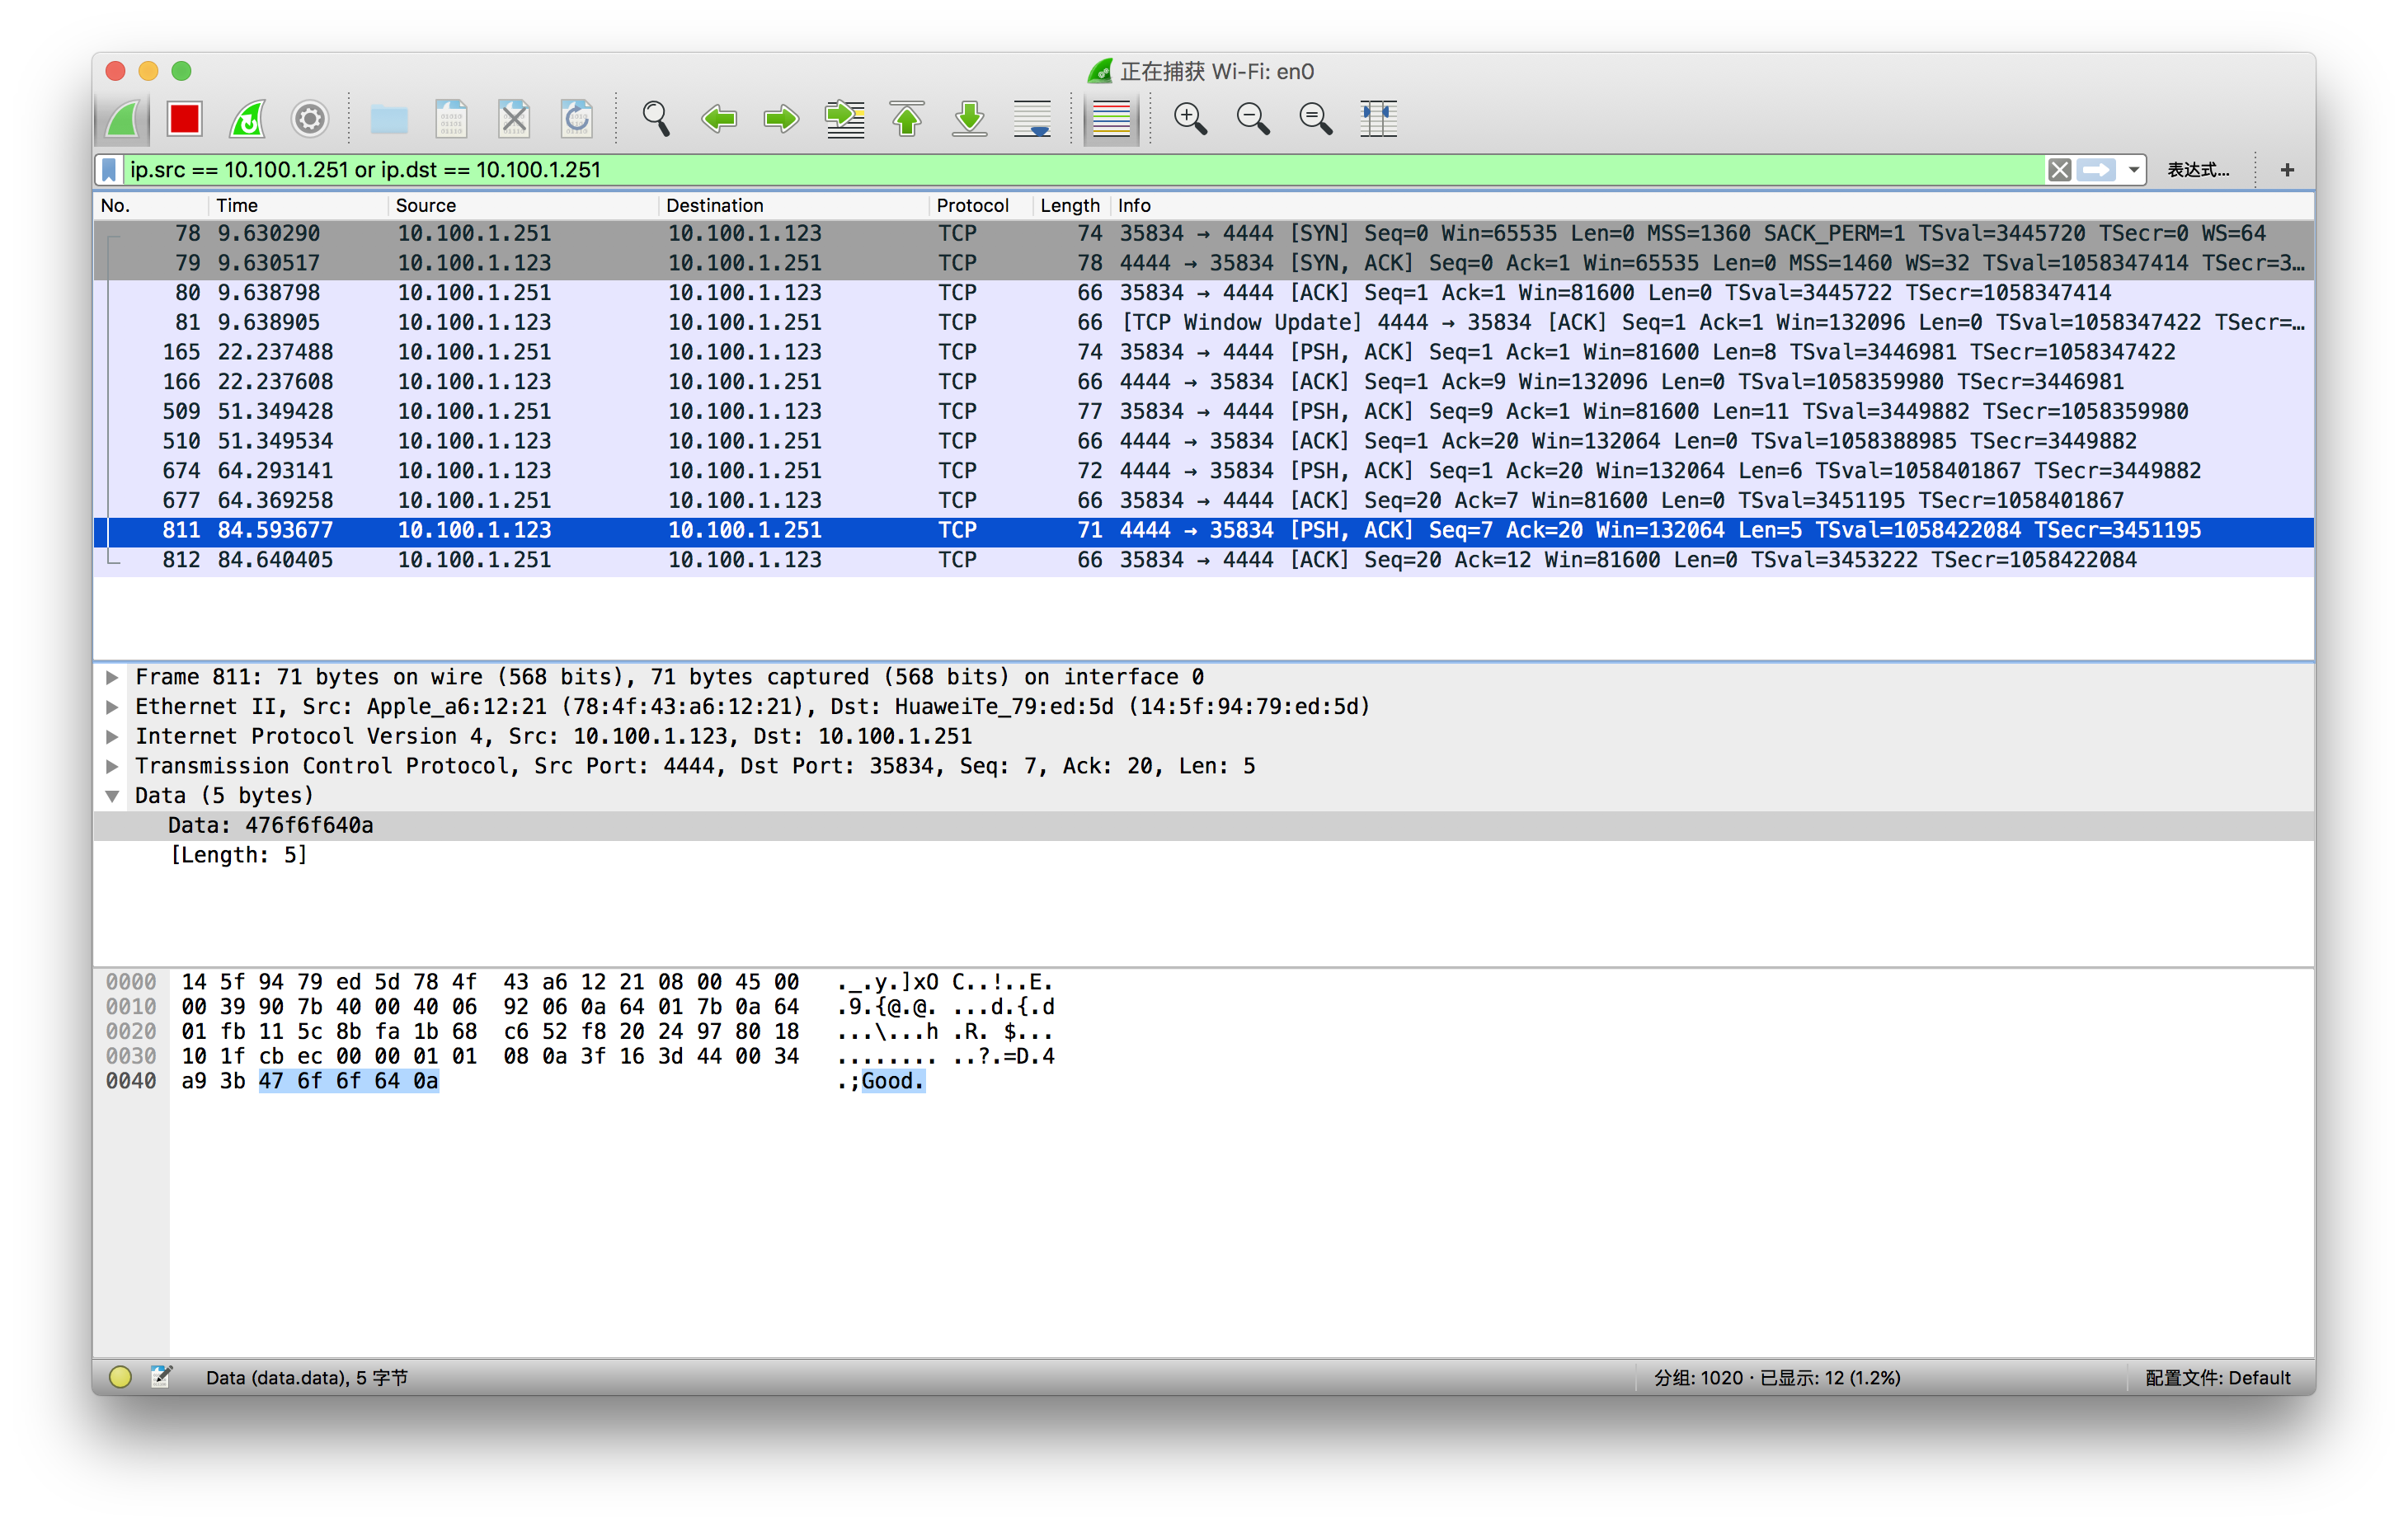 正在捕获 Wi-Fi: en0
ip.src == 10.100.1.251 or ip.dst == 10.100.1.251 表达式… +
No. Time Source Destination Protocol Length Info
78 9.630290 10.100.1.251 10.100.1.123 TCP 74 35834 → 4444 [SYN] Seq=0 Win=65535 Len=0 MSS=1360 SACK_PERM=1 TSval=3445720 TSecr=0 WS=64
79 9.630517 10.100.1.123 10.100.1.251 TCP 78 4444 → 35834 [SYN, ACK] Seq=0 Ack=1 Win=65535 Len=0 MSS=1460 WS=32 TSval=1058347414 TSecr=3…
80 9.638798 10.100.1.251 10.100.1.123 TCP 66 35834 → 4444 [ACK] Seq=1 Ack=1 Win=81600 Len=0 TSval=3445722 TSecr=1058347414
81 9.638905 10.100.1.123 10.100.1.251 TCP 66 [TCP Window Update] 4444 → 35834 [ACK] Seq=1 Ack=1 Win=132096 Len=0 TSval=1058347422 TSecr=…
165 22.237488 10.100.1.251 10.100.1.123 TCP 74 35834 → 4444 [PSH, ACK] Seq=1 Ack=1 Win=81600 Len=8 TSval=3446981 TSecr=1058347422
166 22.237608 10.100.1.123 10.100.1.251 TCP 66 4444 → 35834 [ACK] Seq=1 Ack=9 Win=132096 Len=0 TSval=1058359980 TSecr=3446981
509 51.349428 10.100.1.251 10.100.1.123 TCP 77 35834 → 4444 [PSH, ACK] Seq=9 Ack=1 Win=81600 Len=11 TSval=3449882 TSecr=1058359980
510 51.349534 10.100.1.123 10.100.1.251 TCP 66 4444 → 35834 [ACK] Seq=1 Ack=20 Win=132064 Len=0 TSval=1058388985 TSecr=3449882
674 64.293141 10.100.1.123 10.100.1.251 TCP 72 4444 → 35834 [PSH, ACK] Seq=1 Ack=20 Win=132064 Len=6 TSval=1058401867 TSecr=3449882
677 64.369258 10.100.1.251 10.100.1.123 TCP 66 35834 → 4444 [ACK] Seq=20 Ack=7 Win=81600 Len=0 TSval=3451195 TSecr=1058401867
811 84.593677 10.100.1.123 10.100.1.251 TCP 71 4444 → 35834 [PSH, ACK] Seq=7 Ack=20 Win=132064 Len=5 TSval=1058422084 TSecr=3451195
812 84.640405 10.100.1.251 10.100.1.123 TCP 66 35834 → 4444 [ACK] Seq=20 Ack=12 Win=81600 Len=0 TSval=3453222 TSecr=1058422084
Frame 811: 71 bytes on wire (568 bits), 71 bytes captured (568 bits) on interface 0
Ethernet II, Src: Apple_a6:12:21 (78:4f:43:a6:12:21), Dst: HuaweiTe_79:ed:5d (14:5f:94:79:ed:5d)
Internet Protocol Version 4, Src: 10.100.1.123, Dst: 10.100.1.251
Transmission Control Protocol, Src Port: 4444, Dst Port: 35834, Seq: 7, Ack: 20, Len: 5
Data (5 bytes)
Data: 476f6f640a
[Length: 5]
0000 14 5f 94 79 ed 5d 78 4f 43 a6 12 21 08 00 45 00 ._.y.]xO C..!..E.
0010 00 39 90 7b 40 00 40 06 92 06 0a 64 01 7b 0a 64 .9.{@.@. ...d.{.d
0020 01 fb 11 5c 8b fa 1b 68 c6 52 f8 20 24 97 80 18 ...\...h .R. $...
0030 10 1f cb ec 00 00 01 01 08 0a 3f 16 3d 44 00 34 ........ ..?.=D.4
0040 a9 3b 47 6f 6f 64 0a .;Good.
Data (data.data), 5 字节 分组: 1020 · 已显示: 12 (1.2%) 配置文件: Default